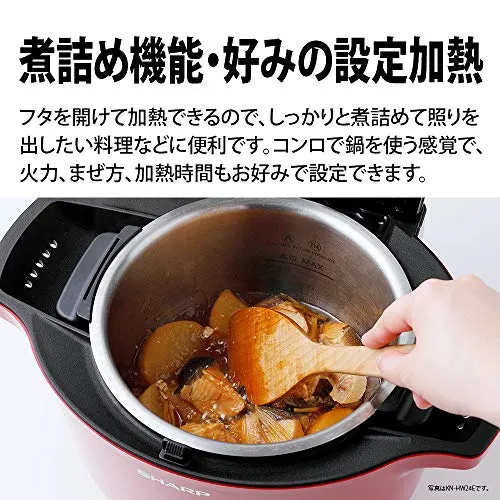 煮詰め機能・好みの設定加熱
フタを開けて加熱できるので、しっかりと煮詰めて照りを
出したい料理などに便利です。コンロで鍋を使う感覚で、
火力、まぜ方、加熱時間もお好みで設定できます。
水位 MAX
SHARP
写真はKN-HW24Eです。